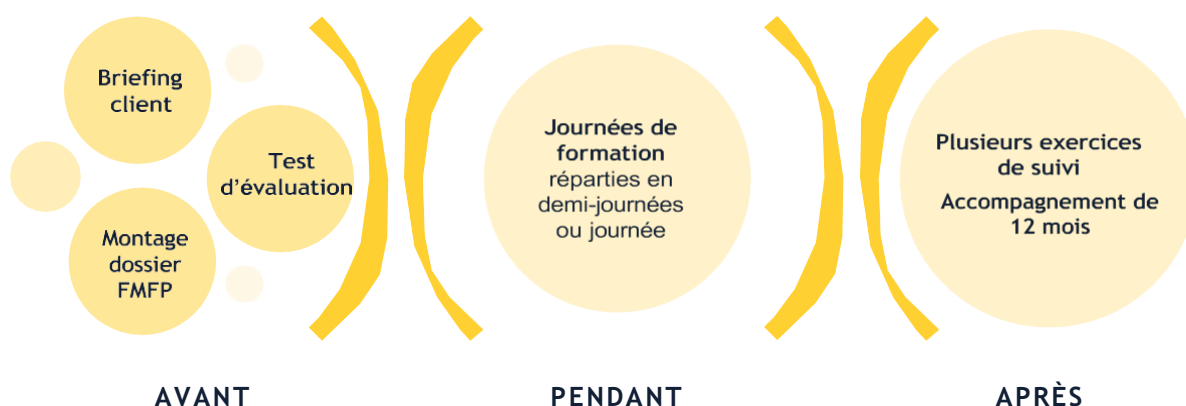 Briefing
client
Test
d'évaluation
Montage
dossier
FMFP
Journées de
formation
réparties en
demi-journées
ou journée
Plusieurs exercices
de suivi
Accompagnement de
12 mois
AVANT
PENDANT
APRÈS